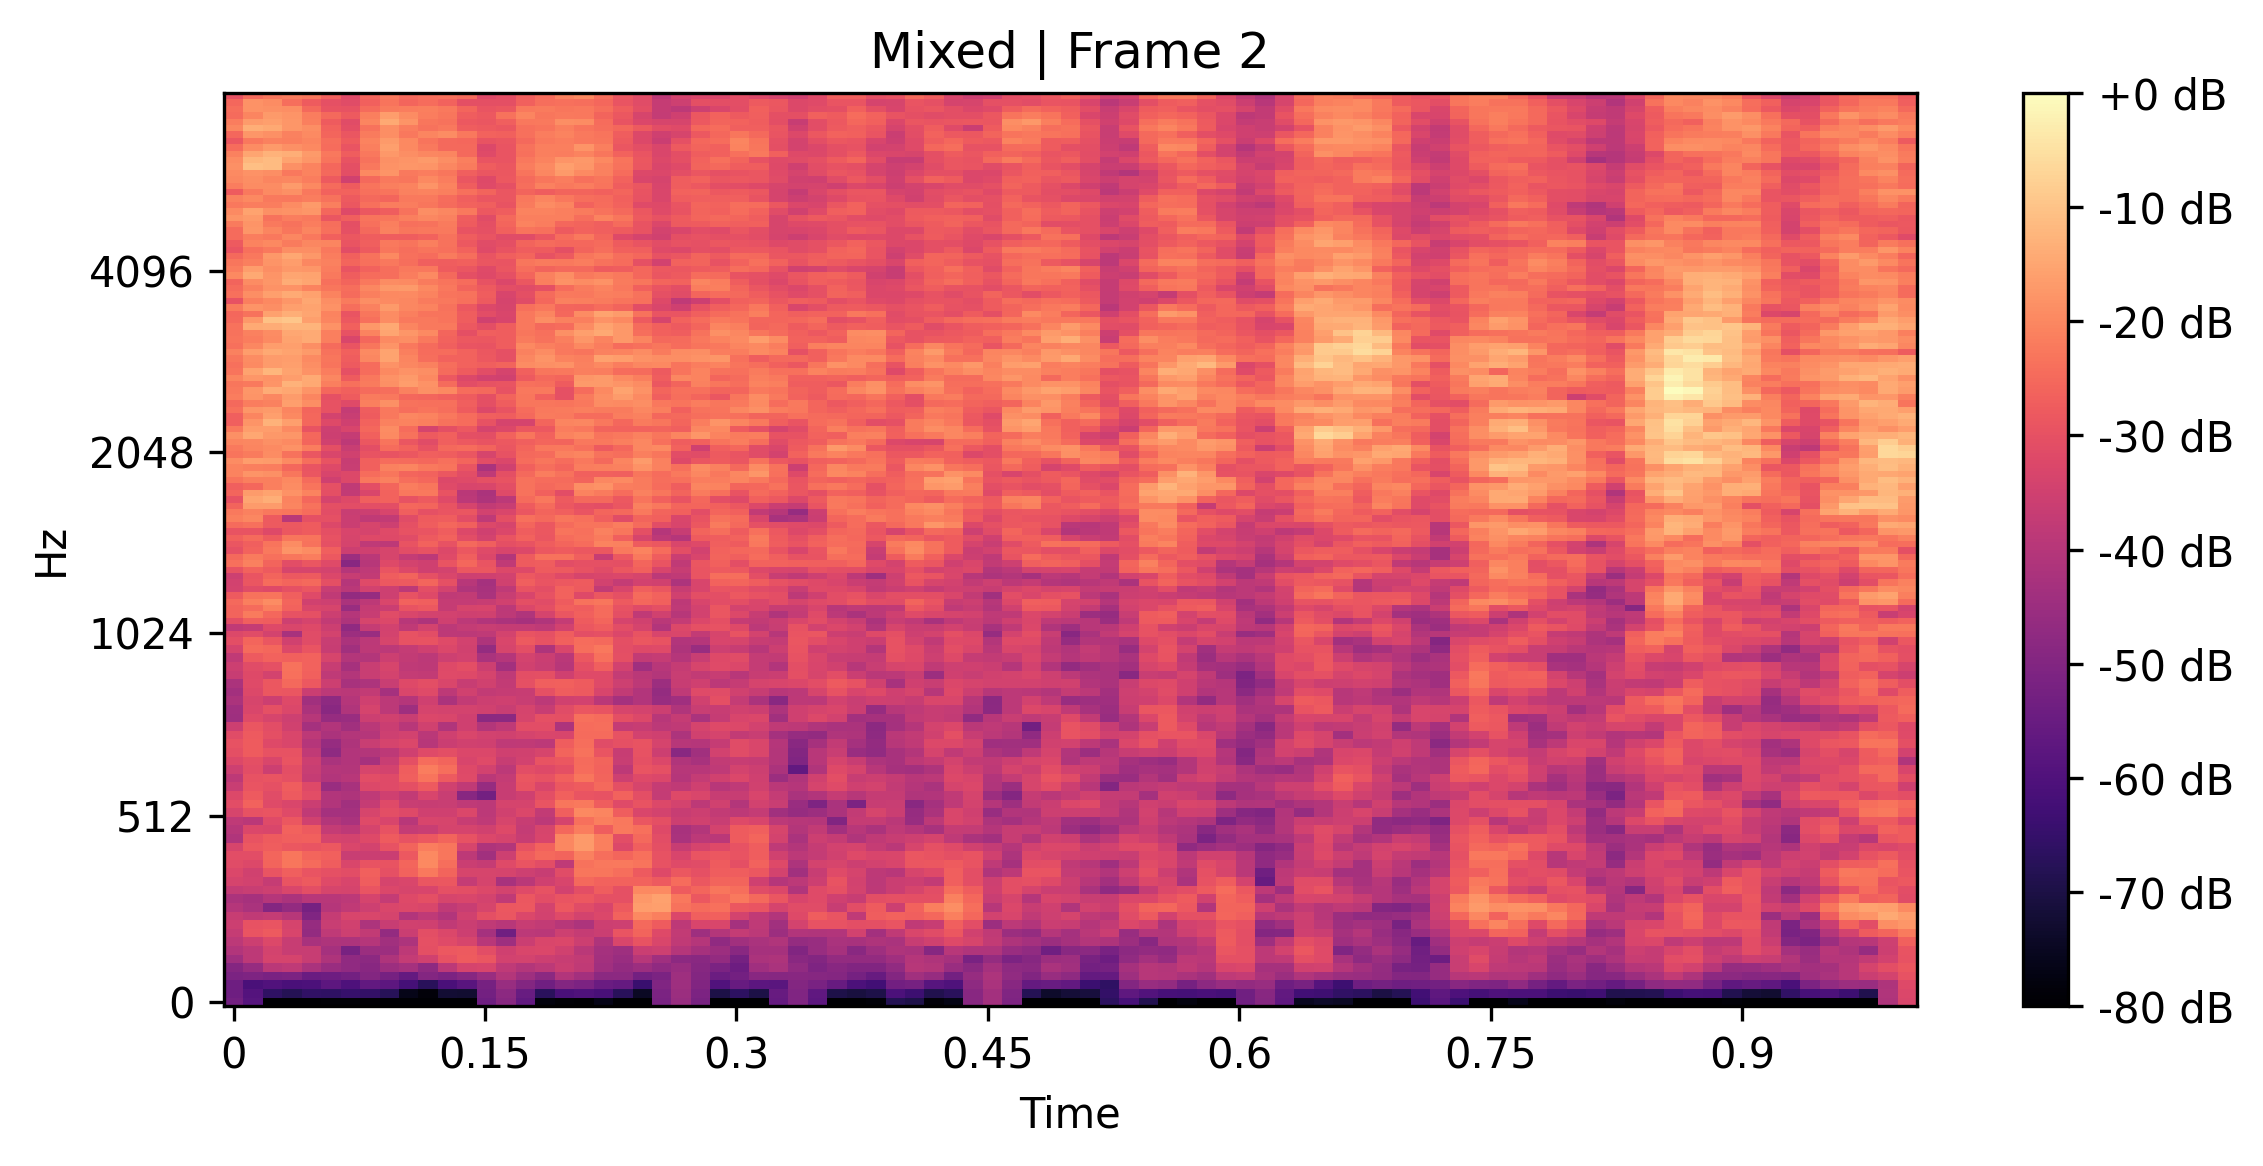 Mixed | Frame 2
Hz
4096
2048
1024
512
0
0 0.15 0.3 0.45 0.6 0.75 0.9
Time
+0 dB
-10 dB
-20 dB
-30 dB
-40 dB
-50 dB
-60 dB
-70 dB
-80 dB